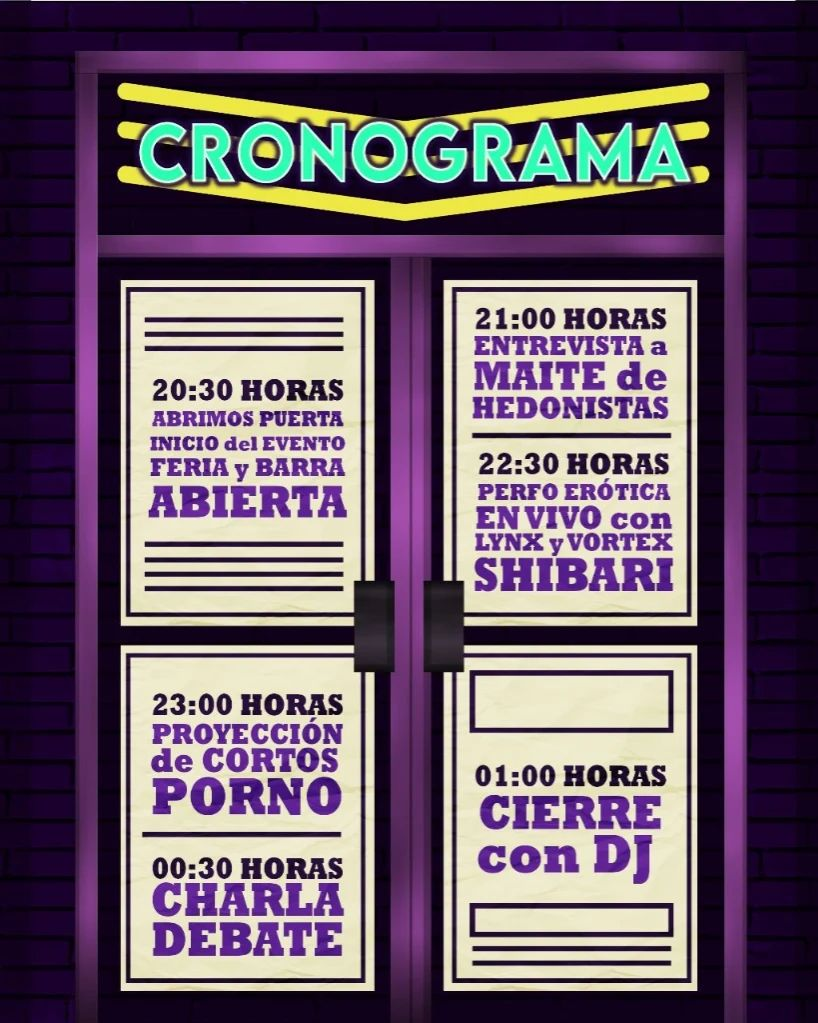 CRONOGRAMA
20:30 HORAS
ABRIMOS PUERTA
INICIO del EVENTO
FERIA y BARRA
ABIERTA
21:00 HORAS
ENTREVISTA a
MAITE de
HEDONISTAS
22:30 HORAS
PERFO ERÓTICA
EN VIVO con
LYNX y VORTEX
SHIBARI
23:00 HORAS
PROYECCIÓN
de CORTOS
PORNO
00:30 HORAS
CHARLA
DEBATE
01:00 HORAS
CIERRE
con DJ